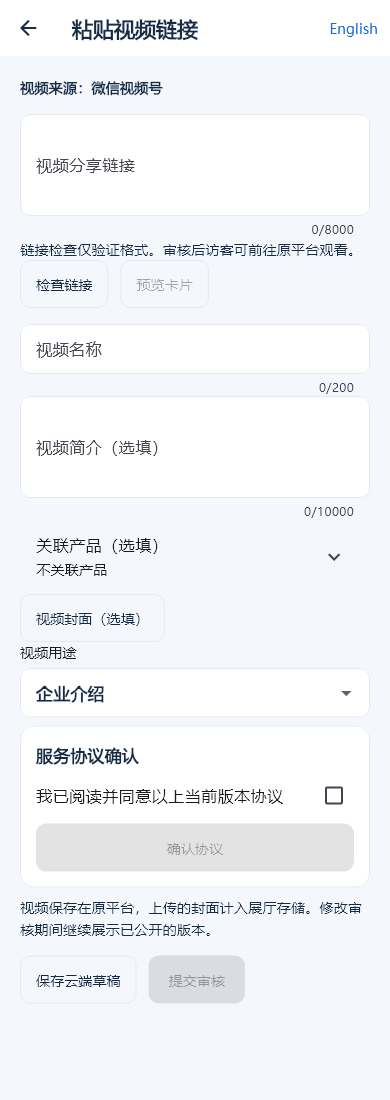 粘贴视频链接
English
视频来源：微信视频号
视频分享链接
0/8000
链接检查仅验证格式。审核后访客可前往原平台观看。
检查链接
预览卡片
视频名称
0/200
视频简介（选填）
0/10000
关联产品（选填）
不关联产品
视频封面（选填）
视频用途
企业介绍
服务协议确认
我已阅读并同意以上当前版本协议
确认协议
视频保存在原平台，上传的封面计入展厅存储。修改审
核期间继续展示已公开的版本。
保存云端草稿
提交审核